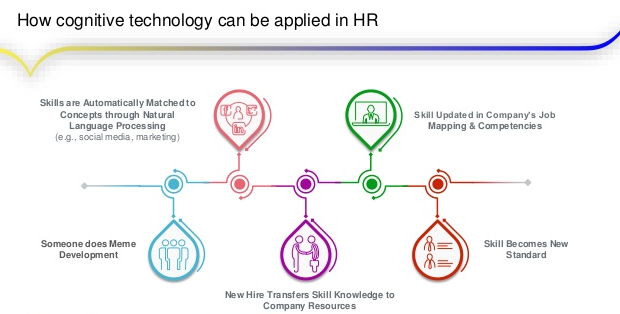 How cognitive technology can be applied in HR
Skills are Automatically Matched to
Concepts through Natural
Language Processing
(e.g., social media, marketing)
Skill Updated in Company's Job
Mapping & Competencies
Someone does Meme
Development
Skill Becomes New
Standard
New Hire Transfers Skill Knowledge to
Company Resources